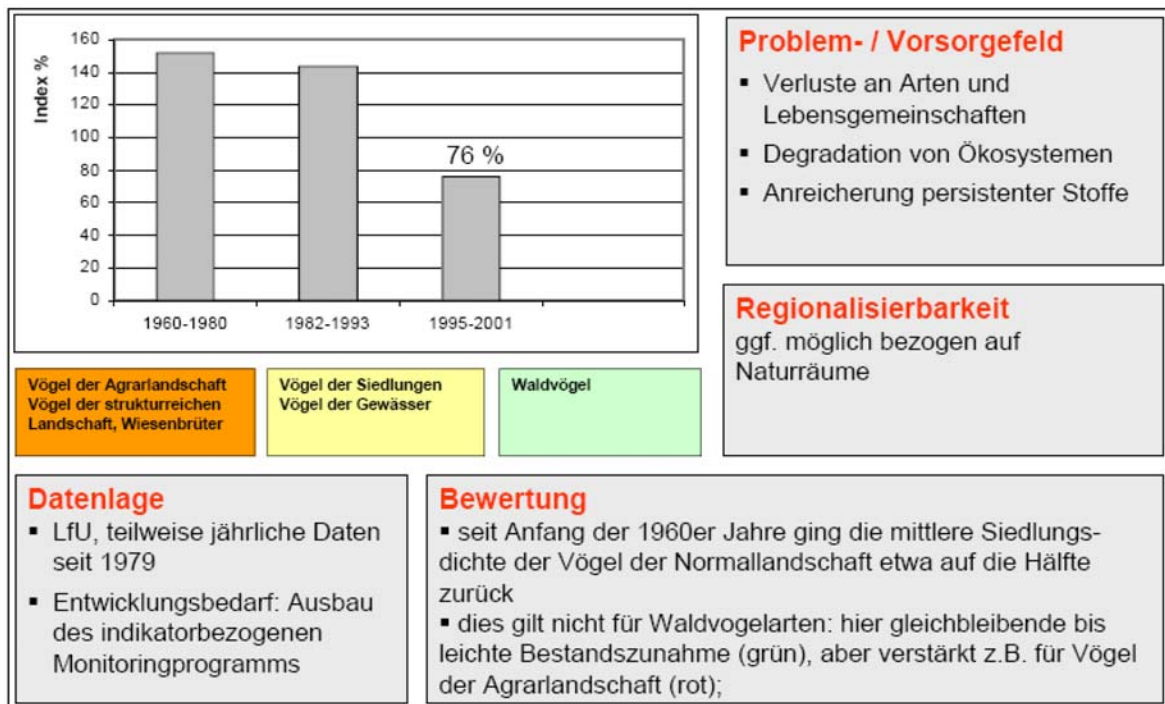 160
140
120
100
80
60
40
20
0
Index %
76 %
1960-1980
1982-1993
1995-2001
Vögel der Agrarlandschaft
Vögel der strukturreichen
Landschaft, Wiesenbrüter
Vögel der Siedlungen
Vögel der Gewässer
Waldvögel
Problem- / Vorsorgefeld
▪ Verluste an Arten und
Lebensgemeinschaften
▪ Degradation von Ökosystemen
▪ Anreicherung persistenter Stoffe
Regionalisierbarkeit
ggf. möglich bezogen auf
Naturräume
Datenlage
▪ LfU, teilweise jährliche Daten
seit 1979
▪ Entwicklungsbedarf: Ausbau
des indikatorbezogenen
Monitoringprogramms
Bewertung
▪ seit Anfang der 1960er Jahre ging die mittlere Siedlungs-
dichte der Vögel der Normallandschaft etwa auf die Hälfte
zurück
▪ dies gilt nicht für Waldvogelarten: hier gleichbleibende bis
leichte Bestandszunahme (grün), aber verstärkt z.B. für Vögel
der Agrarlandschaft (rot);